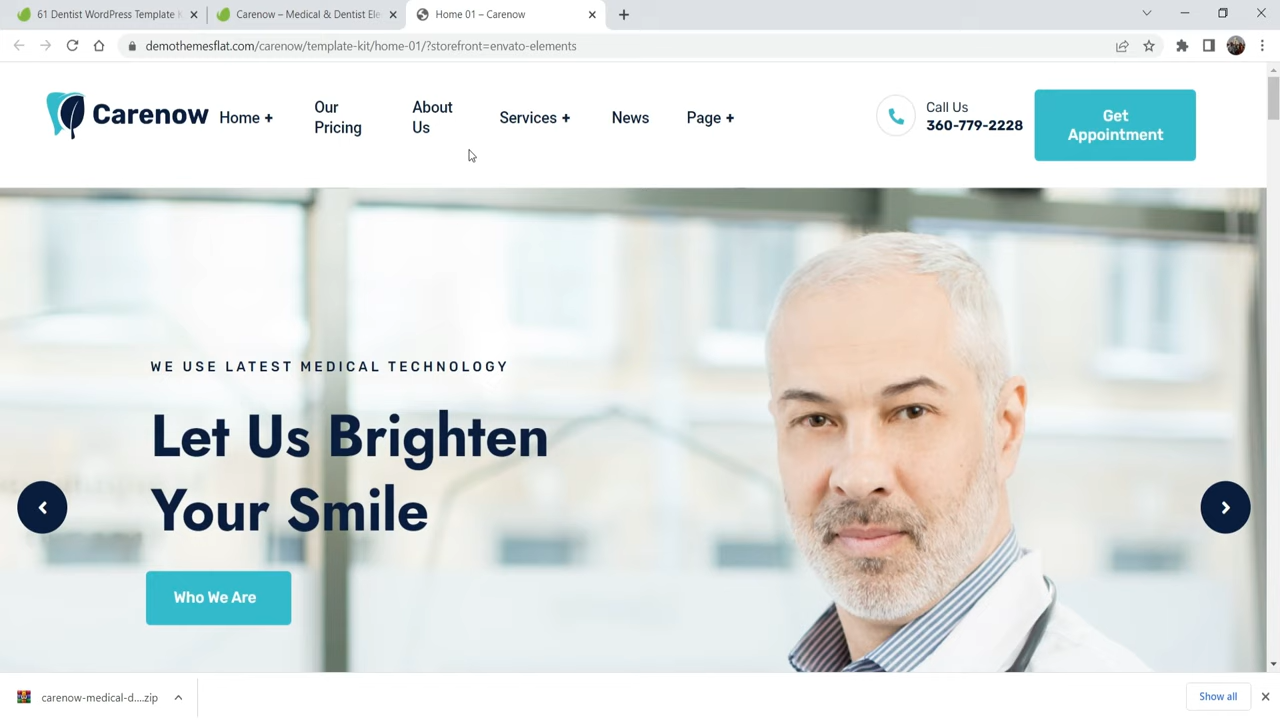 61 Dentist WordPress Template
Carenow – Medical & Dentist Ele
Home 01 – Carenow
demothemesflat.com/carenow/template-kit/home-01/?storefront=envato-elements
Carenow
Home +
Our
Pricing
About
Us
Services +
News
Page +
Call Us
360-779-2228
Get
Appointment
WE USE LATEST MEDICAL TECHNOLOGY
Let Us Brighten
Your Smile
Who We Are
carenow-medical-d....zip
Show all